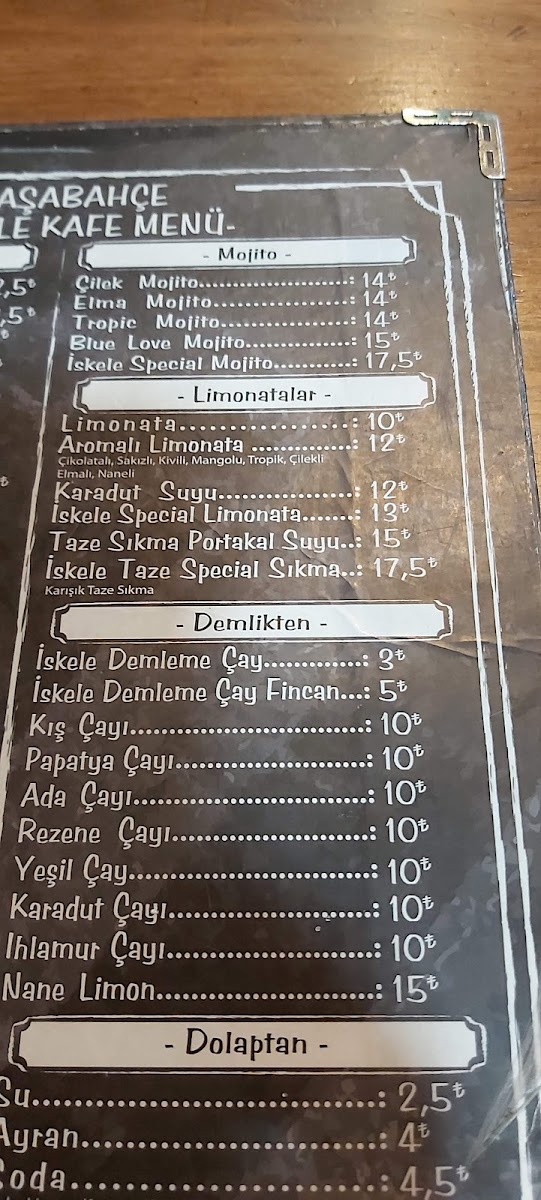 AŞABAHÇE
LE KAFE MENÜ-
- Mojito -
Çilek Mojito......................: 14₺
Elma Mojito....................: 14₺
Tropic Mojito...................: 14₺
Blue Love Mojito...............: 15₺
İskele Special Mojito...........: 17,5₺
- Limonatalar -
Limonata.......................: 10₺
Aromalı Limonata ..............: 12₺
Çikolatalı, Sakızlı, Kivili, Mangolu, Tropik, Çilekli
Elmalı, Naneli
Karadut Suyu..................: 12₺
İskele Special Limonata.......: 13₺
Taze Sıkma Portakal Suyu..: 15₺
İskele Taze Special Sıkma..: 17,5₺
Karışık Taze Sıkma
- Demlikten -
İskele Demleme Çay.............: 3₺
İskele Demleme Çay Fincan...: 5₺
Kış Çayı...............................: 10₺
Papatya Çayı.........................: 10₺
Ada Çayı...............................: 10₺
Rezene Çayı..........................: 10₺
Yeşil Çay...............................: 10₺
Karadut Çayı..........................: 10₺
Ihlamur Çayı..........................: 10₺
Nane Limon...........................: 15₺
- Dolaptan -
Su.........................................: 2,5₺
Ayran....................................: 4₺
Soda.....................................: 4,5₺